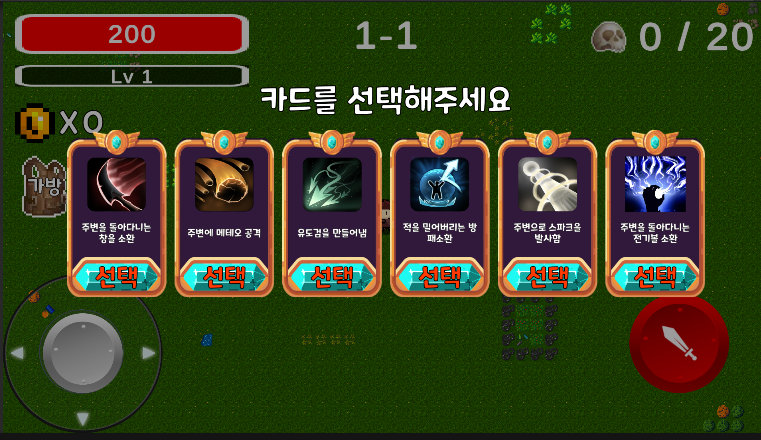 200
1-1
0 / 20
Lv 1
카드를 선택해주세요
X0
가방
주변을 돌아다니는
창을 소환
주변에 메테오 공격
유도검을 만들어냄
적을 밀어버리는 방
패소환
주변으로 스파크을
발사함
주변을 돌아다니는
전기볼 소환
선택
선택
선택
선택
선택
선택